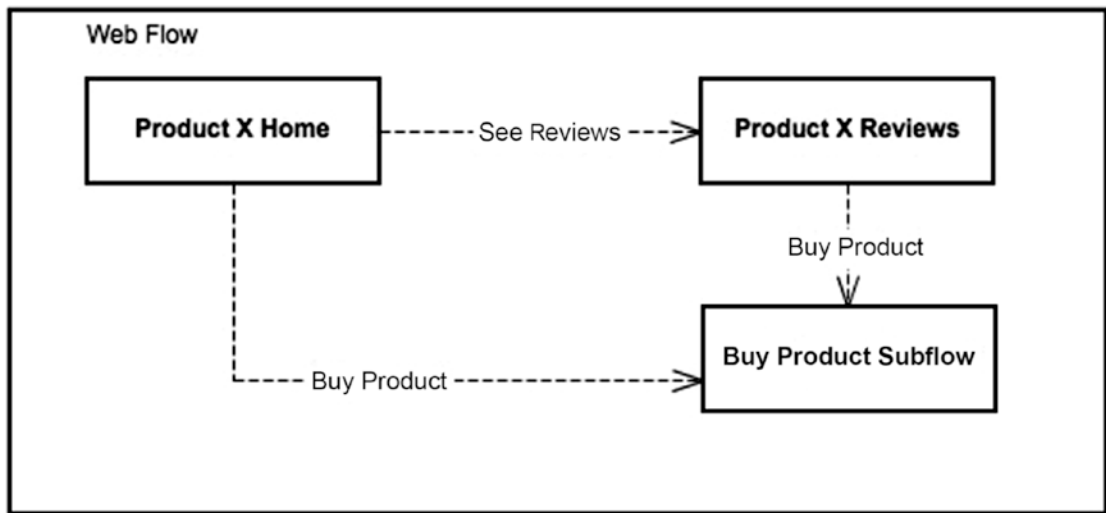 Web Flow
Product X Home
See Reviews
Product X Reviews
Buy Product
Buy Product Subflow
Buy Product